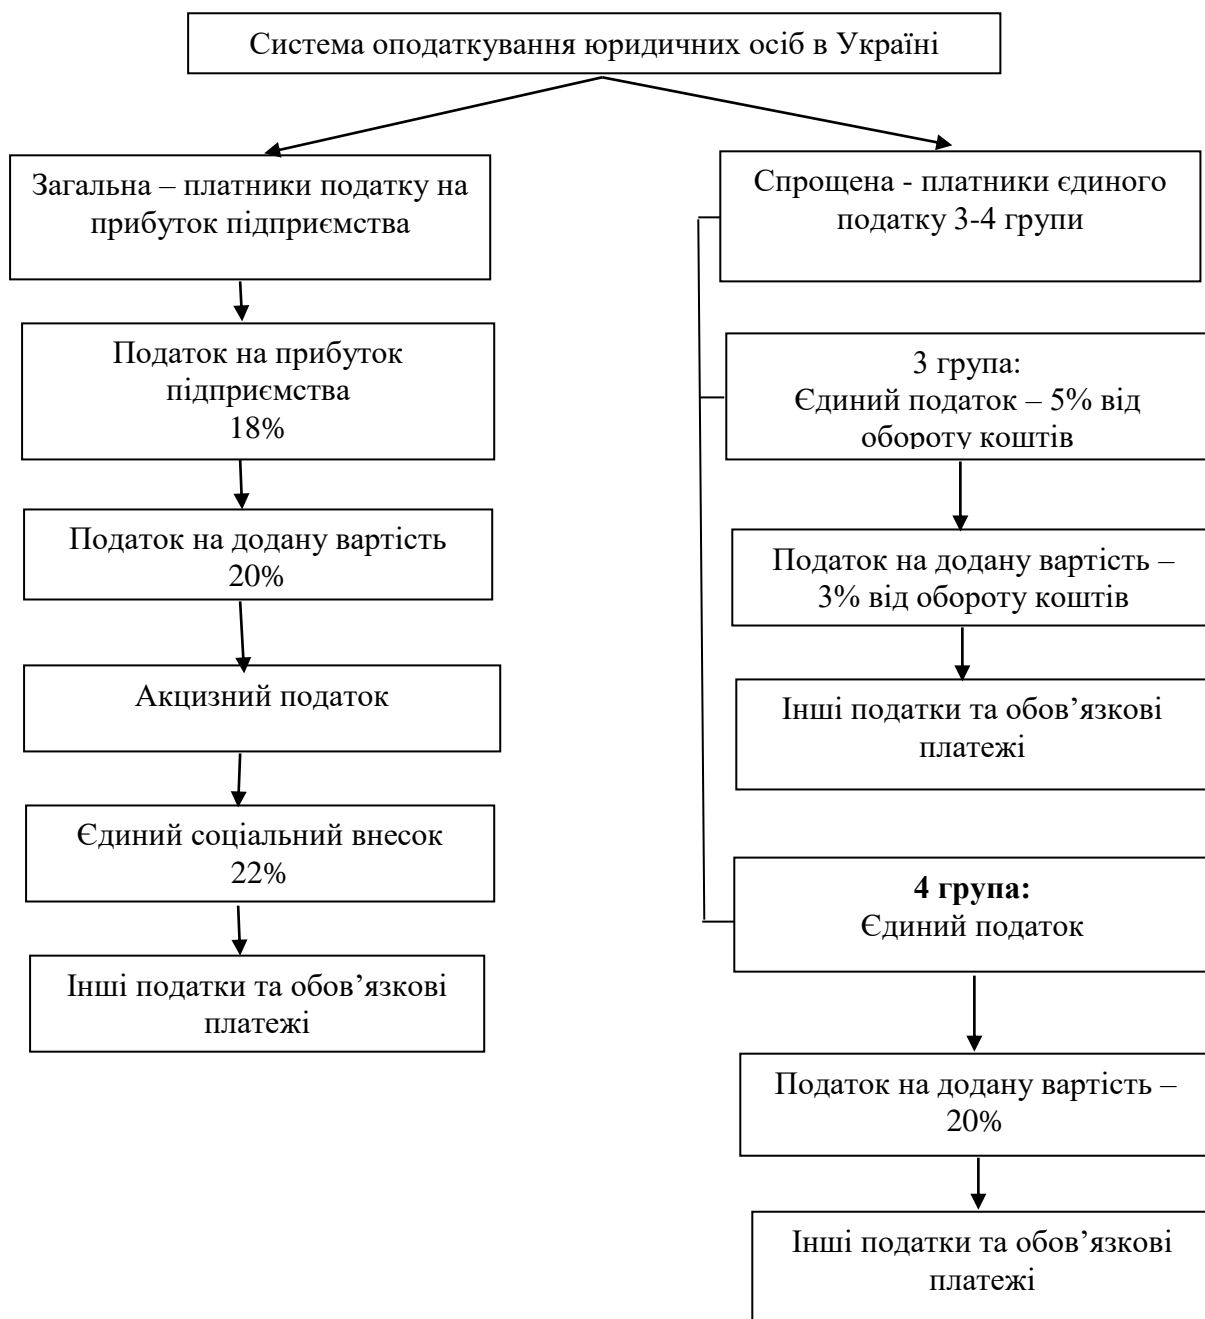 Система оподаткування юридичних осіб в Україні
Загальна – платники податку на
прибуток підприємства
Податок на прибуток
підприємства
18%
Податок на додану вартість
20%
Акцизний податок
Єдиний соціальний внесок
22%
Інші податки та обов’язкові
платежі
Спрощена - платники єдиного
податку 3-4 групи
3 група:
Єдиний податок – 5% від
обороту коштів
Податок на додану вартість –
3% від обороту коштів
Інші податки та обов’язкові
платежі
4 група:
Єдиний податок
Податок на додану вартість –
20%
Інші податки та обов’язкові
платежі